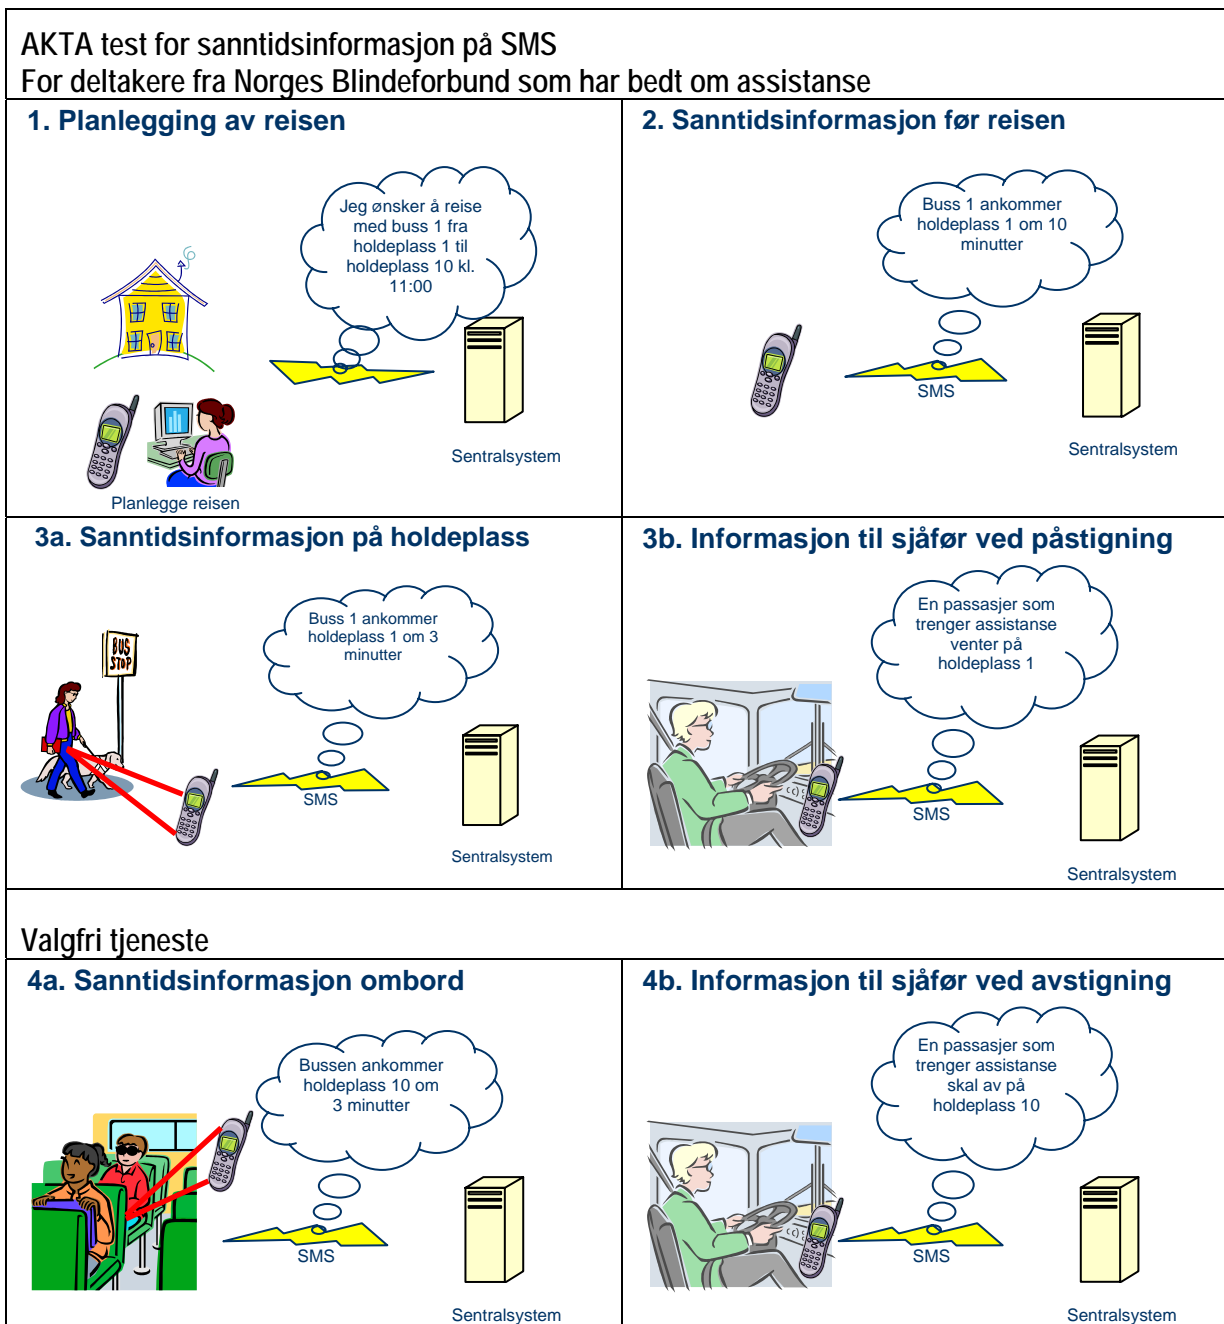 AKTA test for sanntidsinformasjon på SMS
For deltakere fra Norges Blindeforbund som har bedt om assistanse
1. Planlegging av reisen
Jeg ønsker å reise
med buss 1 fra
holdeplass 1 til
holdeplass 10 kl.
11:00
Sentralsystem
Planlegge reisen
2. Sanntidsinformasjon før reisen
Buss 1 ankommer
holdeplass 1 om 10
minutter
SMS
Sentralsystem
3a. Sanntidsinformasjon på holdeplass
BUS
STOP
Buss 1 ankommer
holdeplass 1 om 3
minutter
SMS
Sentralsystem
3b. Informasjon til sjåfør ved påstigning
En passasjer som
trenger assistanse
venter på
holdeplass 1
SMS
Sentralsystem
Valgfri tjeneste
4a. Sanntidsinformasjon ombord
Bussen ankommer
holdeplass 10 om
3 minutter
SMS
Sentralsystem
4b. Informasjon til sjåfør ved avstigning
En passasjer som
trenger assistanse
skal av på
holdeplass 10
SMS
Sentralsystem